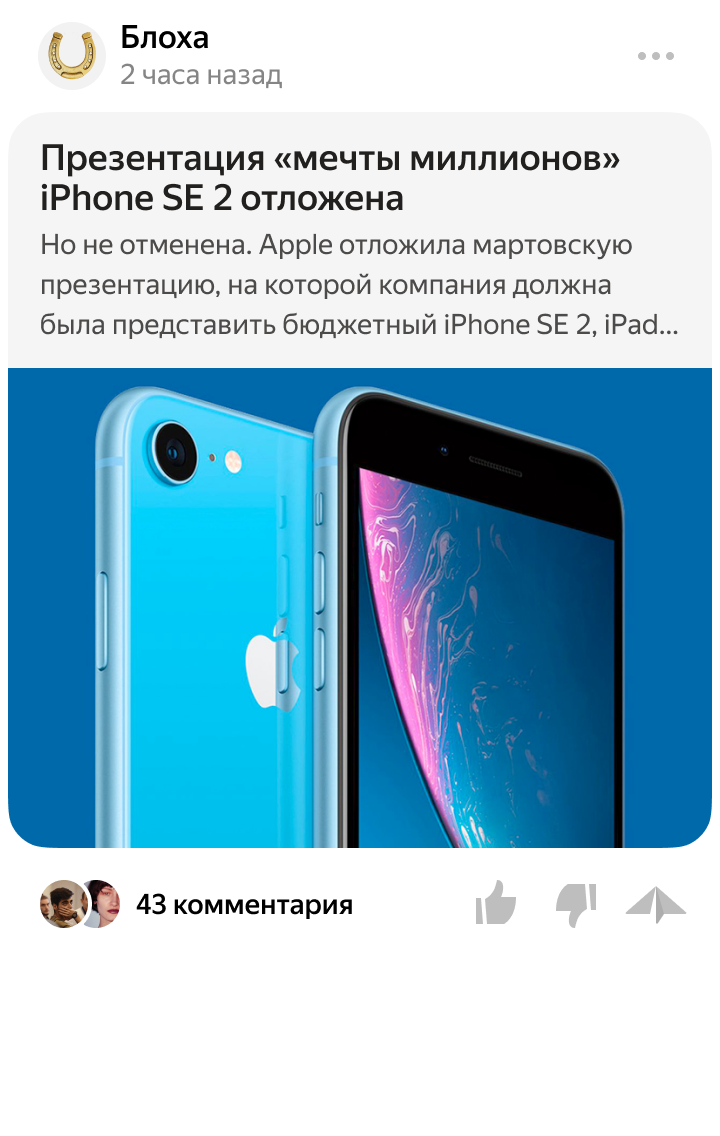 Блоха
2 часа назад
Презентация «мечты миллионов»
iPhone SE 2 отложена
Но не отменена. Apple отложила мартовскую
презентацию, на которой компания должна
была представить бюджетный iPhone SE 2, iPad...
43 комментария